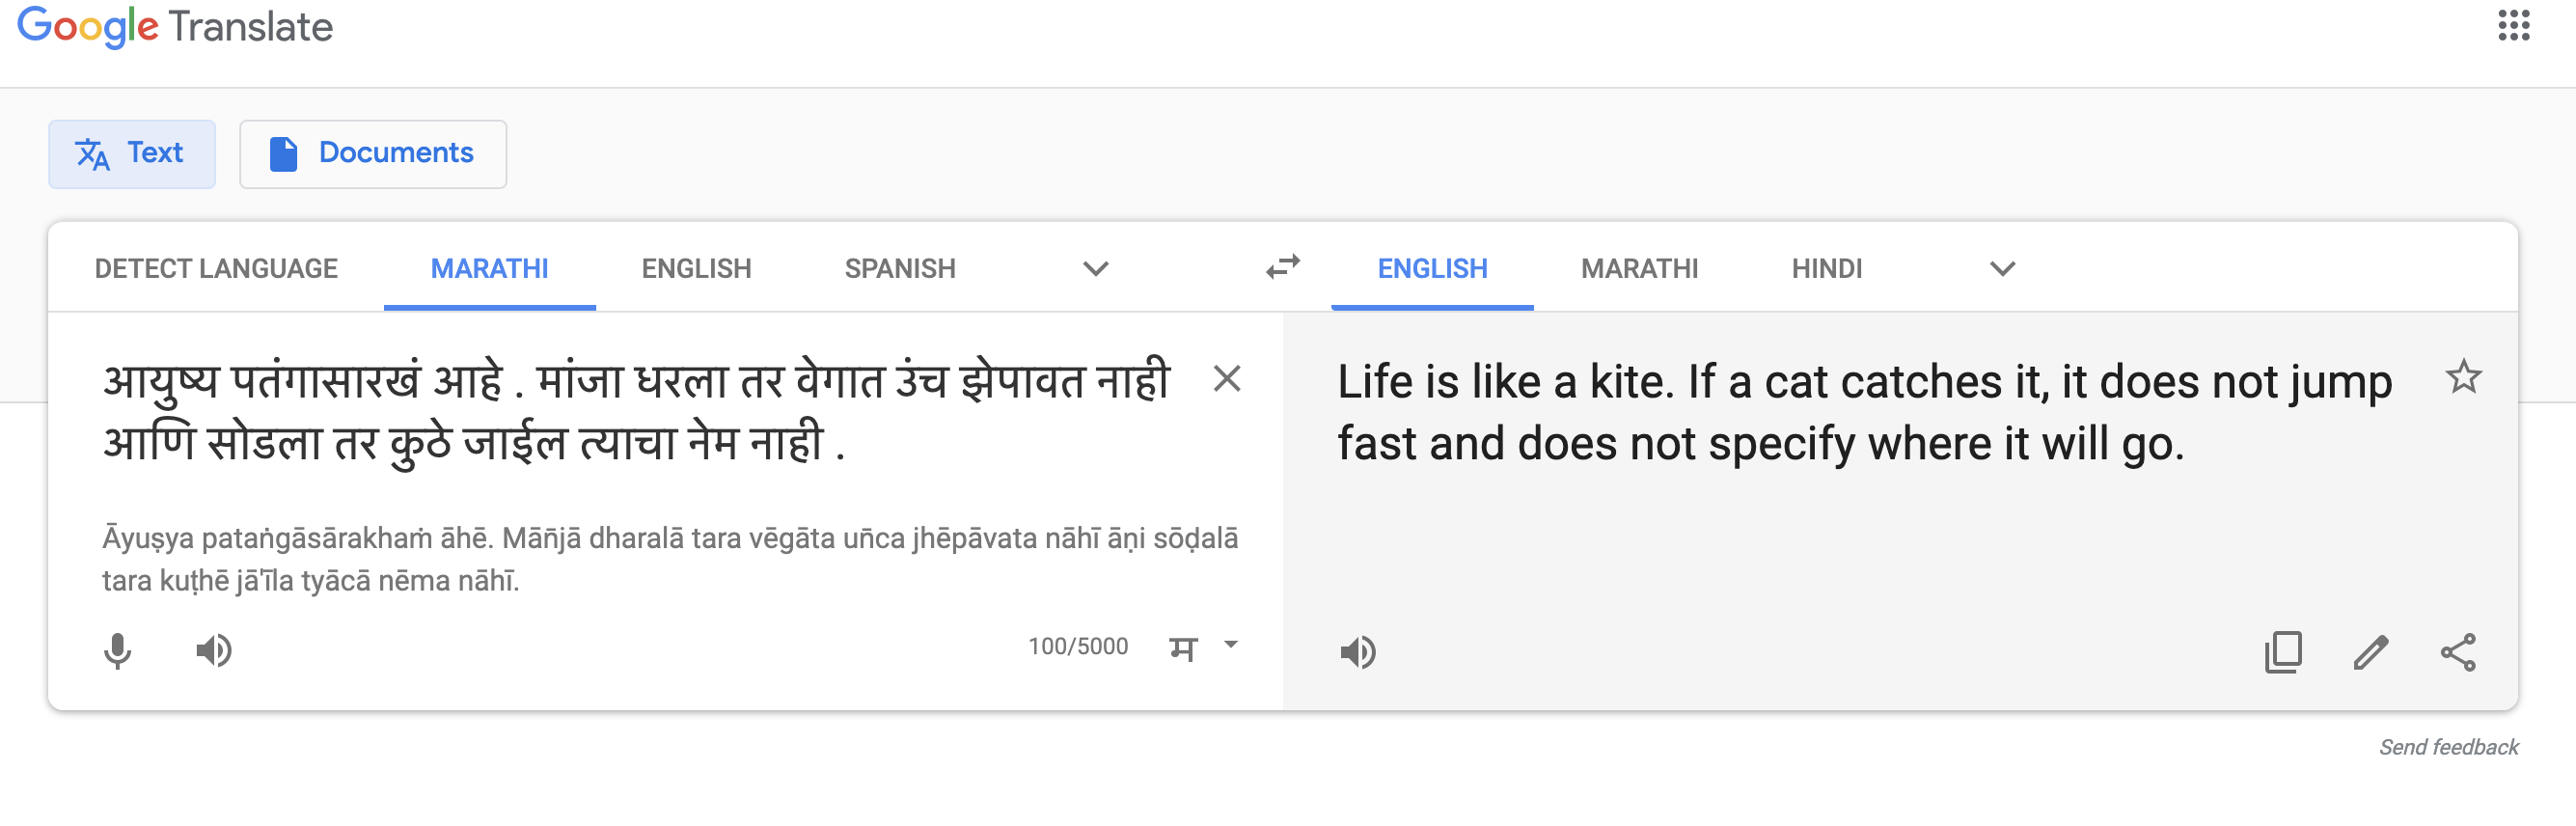 Google Translate
Text
Documents
DETECT LANGUAGE MARATHI ENGLISH SPANISH
ENGLISH MARATHI HINDI
आयुष्य पतंगासारखं आहे . मांजा धरला तर वेगात उंच झेपावत नाही
आणि सोडला तर कुठे जाईल त्याचा नेम नाही .
Āyuṣya pataṅgāsārakhaṁ āhē. Mān̄jā dharalā tara vēgāta un̄ca jhēpāvata nāhī āṇi sōḍalā
tara kuṭhē jā'īla tyācā nēma nāhī.
100/5000 म
Life is like a kite. If a cat catches it, it does not jump
fast and does not specify where it will go.
Send feedback